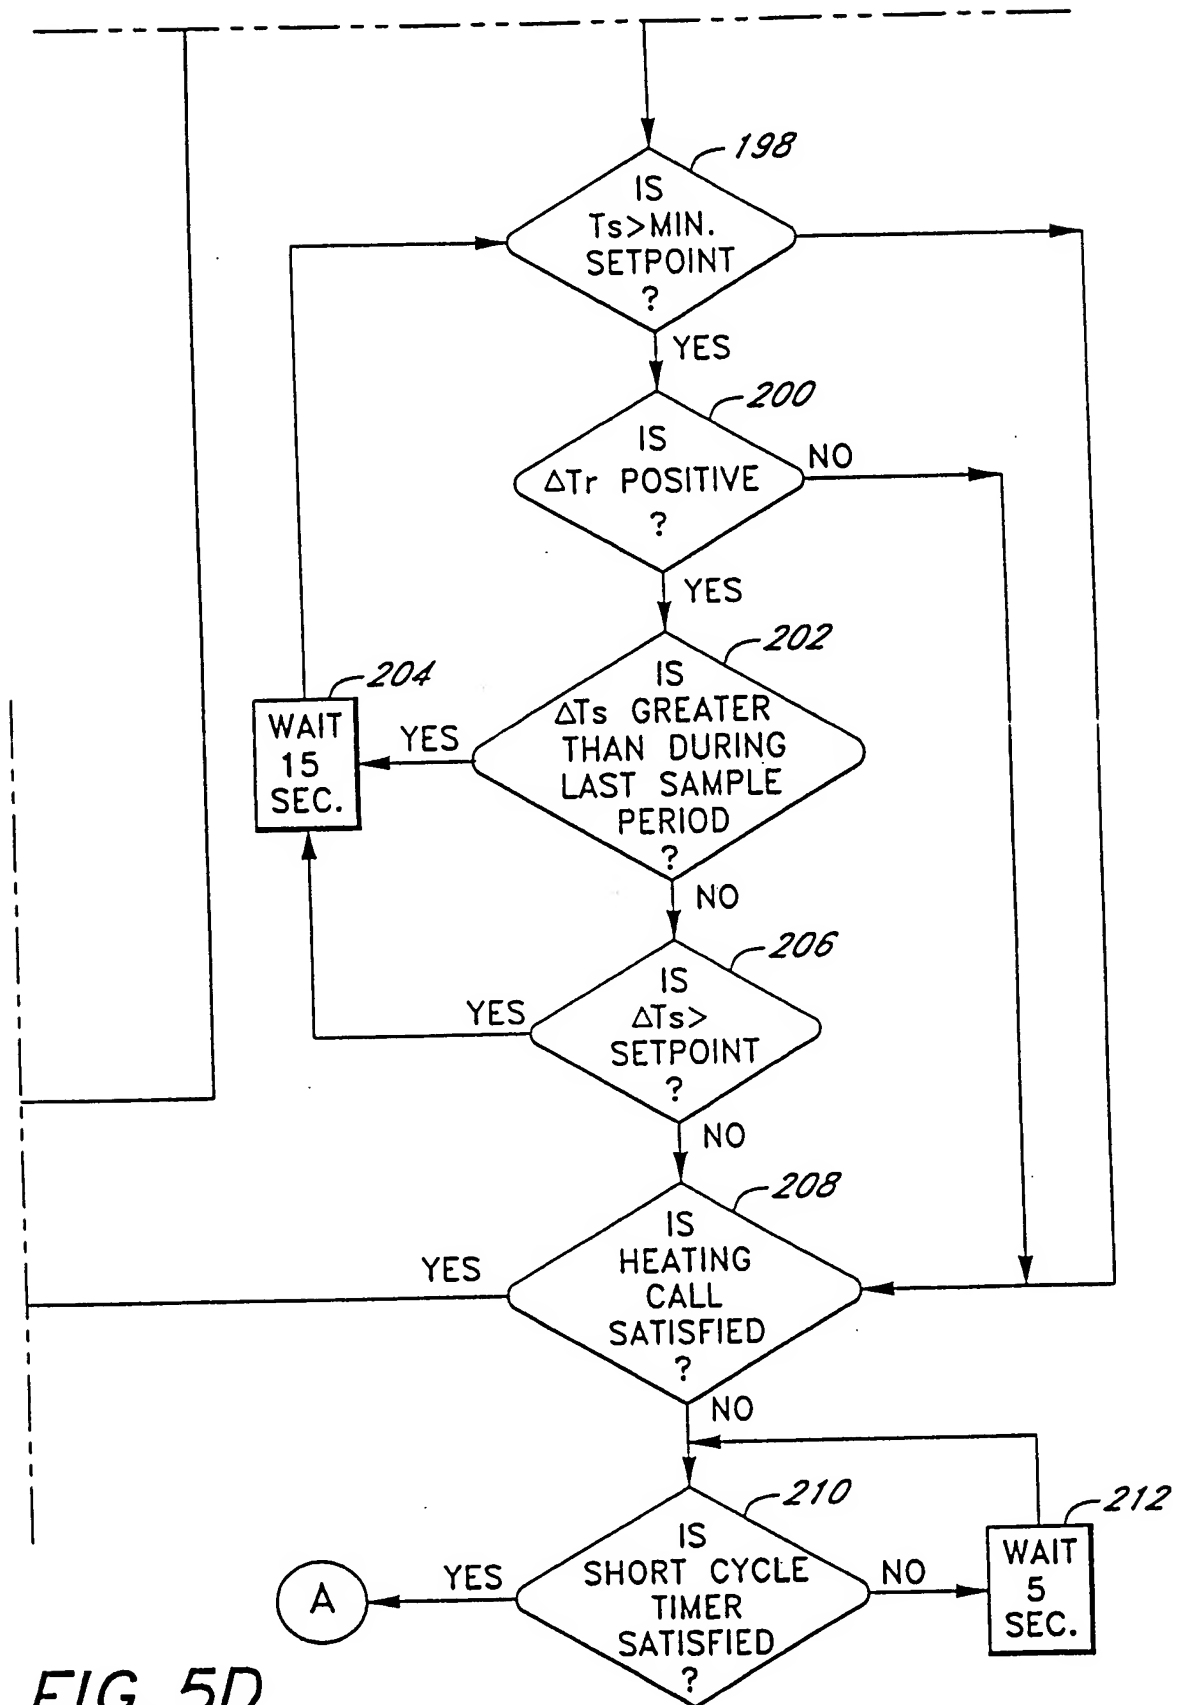 198
IS
Ts>MIN.
SETPOINT
?
YES
200
IS
ΔTr POSITIVE
?
NO
YES
202
IS
ΔTs GREATER
THAN DURING
LAST SAMPLE
PERIOD
?
YES
204
WAIT
15
SEC.
NO
206
IS
ΔTs>
SETPOINT
?
YES
NO
208
IS
HEATING
CALL
SATISFIED
?
YES
NO
210
IS
SHORT CYCLE
TIMER
SATISFIED
?
YES
A
NO
212
WAIT
5
SEC.
FIG. 5D